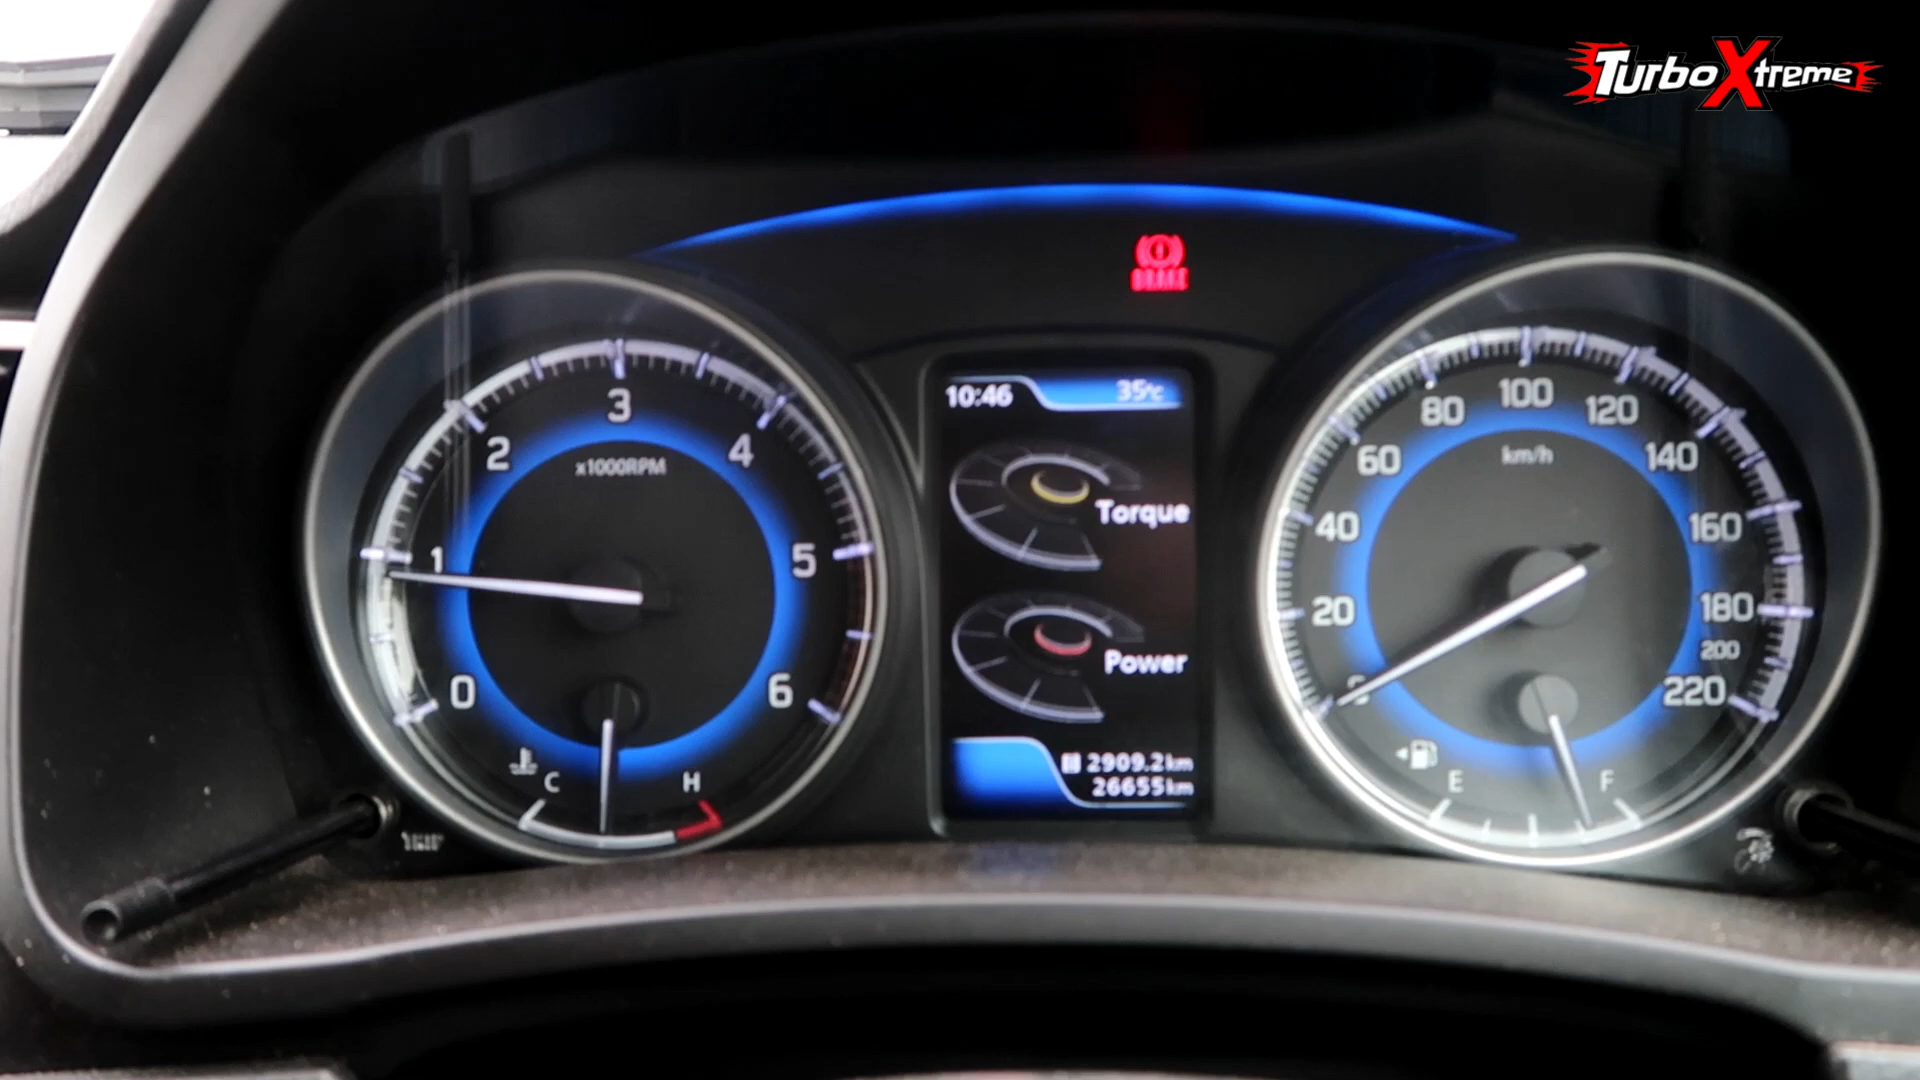 TurboXtreme
BRAKE
10:46 35°C
Torque
Power
2909.2km
26655km
0 1 2 3 4 5 6
x1000RPM
C H
20 40 60 80 100 120 140 160 180 200 220
km/h
E F